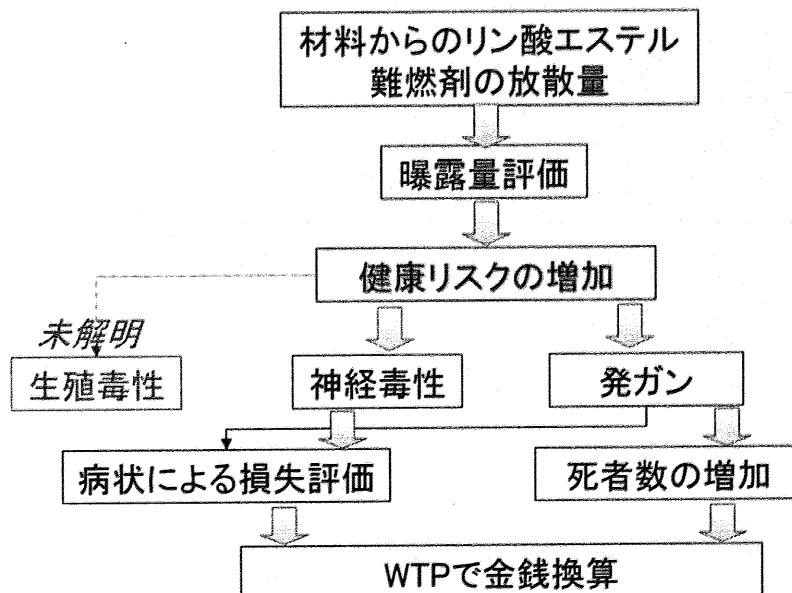 材料からのリン酸エステル
難燃剤の放散量
曝露量評価
健康リスクの増加
未解明
生殖毒性
神経毒性
発ガン
病状による損失評価
死者数の増加
WTPで金銭換算